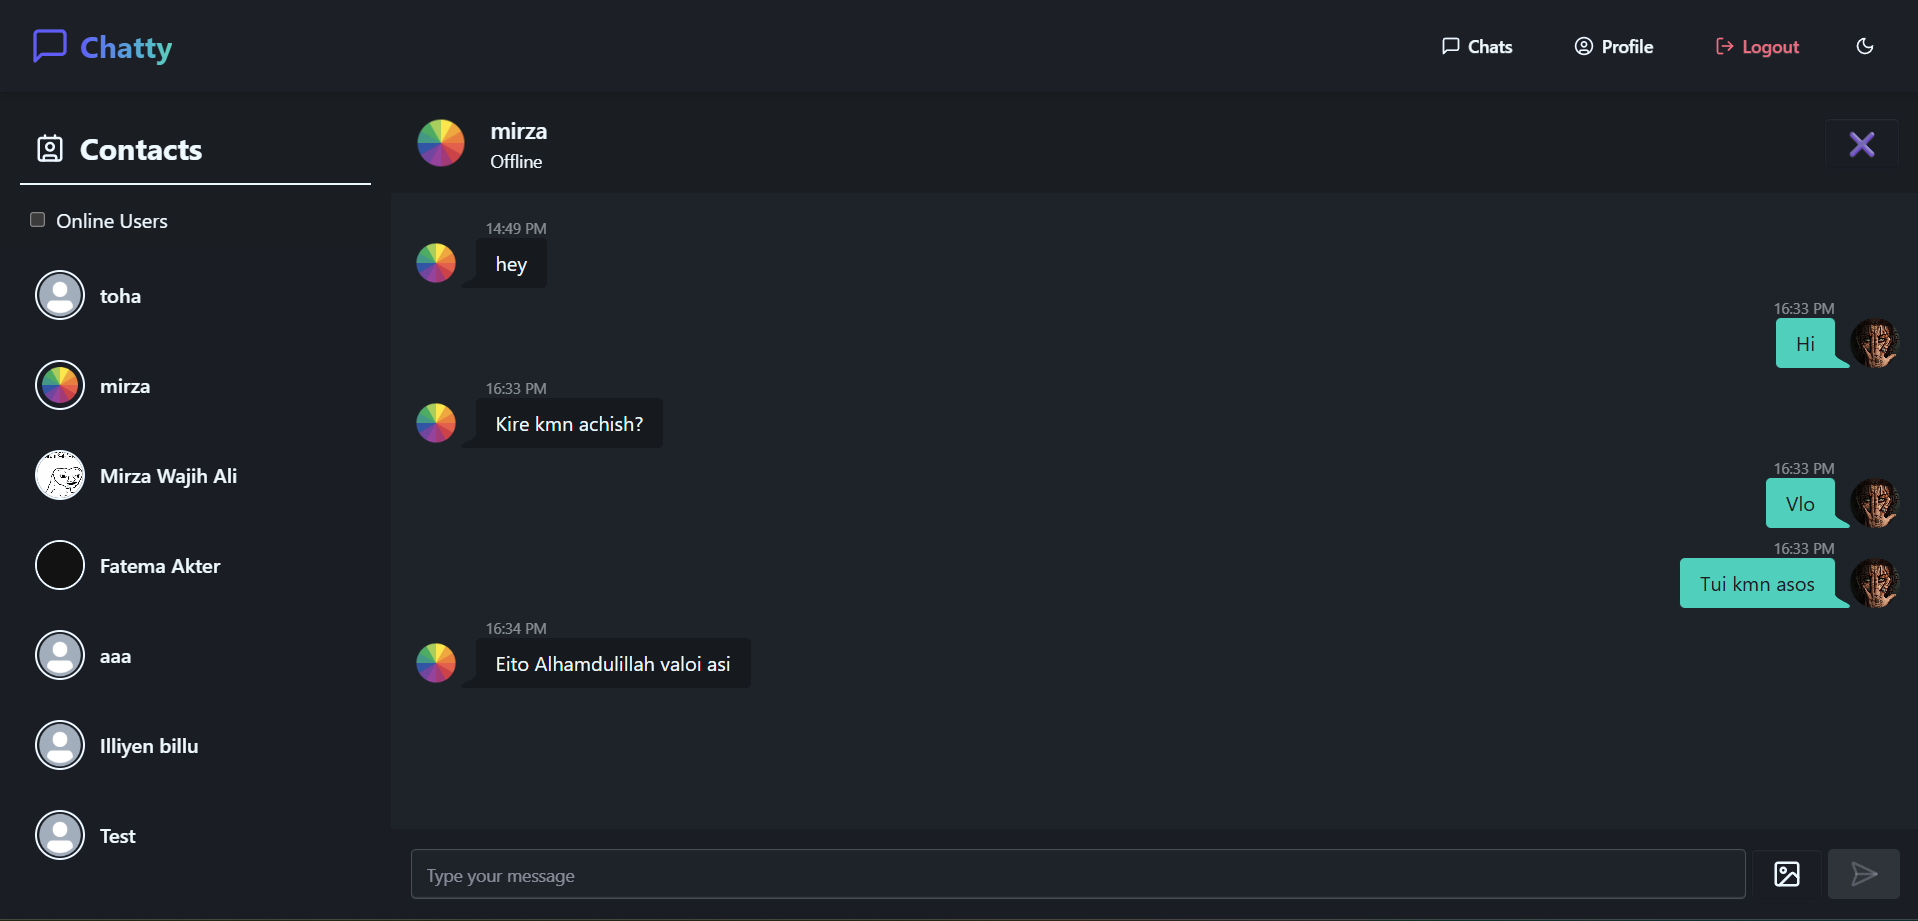 Chatty
Chats
Profile
Logout
Contacts
Online Users
toha
mirza
Mirza Wajih Ali
Fatema Akter
aaa
Illiyen billu
Test
mirza
Offline
14:49 PM
hey
16:33 PM
Hi
16:33 PM
Kire kmn achish?
16:33 PM
Vlo
16:33 PM
Tui kmn asos
16:34 PM
Eito Alhamdulillah valoi asi
Type your message